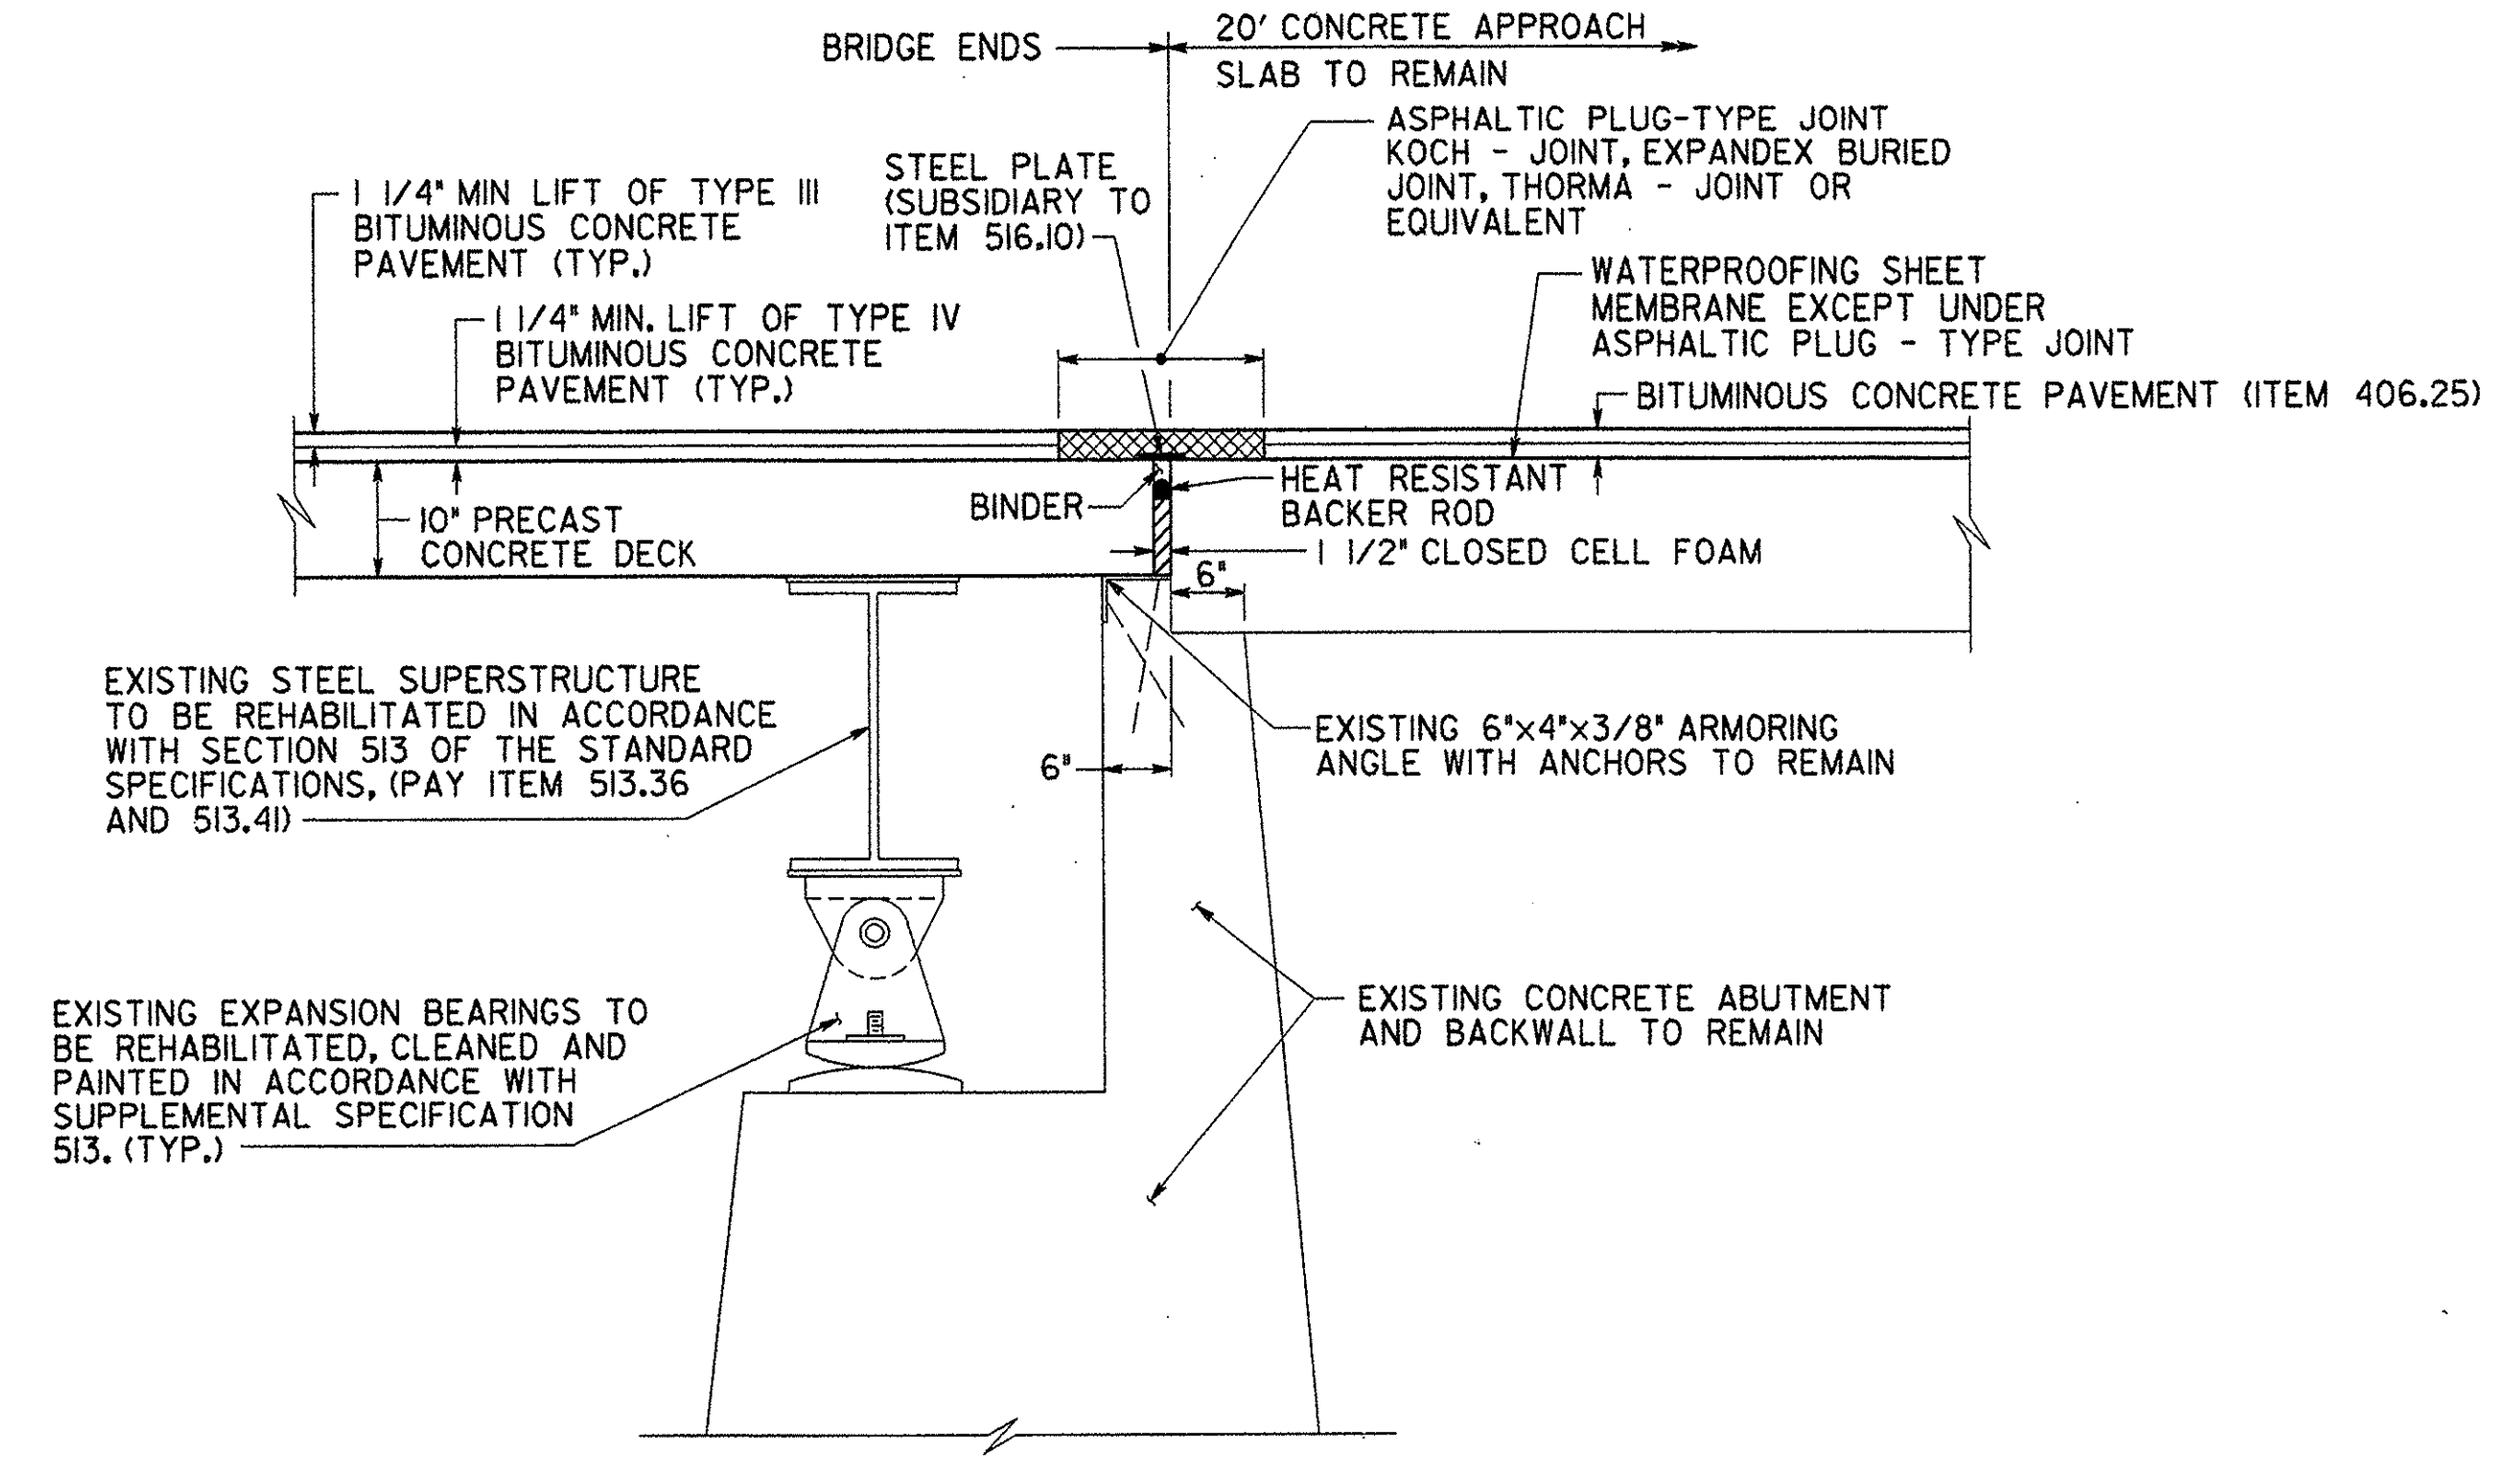 BRIDGE ENDS
20' CONCRETE APPROACH
SLAB TO REMAIN
ASPHALTIC PLUG-TYPE JOINT
KOCH - JOINT, EXPANDEX BURIED
JOINT, THORMA - JOINT OR
EQUIVALENT
STEEL PLATE
(SUBSIDIARY TO
ITEM 516.10)
1 1/4" MIN LIFT OF TYPE III
BITUMINOUS CONCRETE
PAVEMENT (TYP.)
1 1/4" MIN. LIFT OF TYPE IV
BITUMINOUS CONCRETE
PAVEMENT (TYP.)
WATERPROOFING SHEET
MEMBRANE EXCEPT UNDER
ASPHALTIC PLUG - TYPE JOINT
BITUMINOUS CONCRETE PAVEMENT (ITEM 406.25)
BINDER
HEAT RESISTANT
BACKER ROD
10" PRECAST
CONCRETE DECK
1 1/2" CLOSED CELL FOAM
6"
EXISTING STEEL SUPERSTRUCTURE
TO BE REHABILITATED IN ACCORDANCE
WITH SECTION 513 OF THE STANDARD
SPECIFICATIONS, (PAY ITEM 513.36
AND 513.41)
EXISTING 6"x4"x3/8" ARMORING
ANGLE WITH ANCHORS TO REMAIN
6"
EXISTING EXPANSION BEARINGS TO
BE REHABILITATED, CLEANED AND
PAINTED IN ACCORDANCE WITH
SUPPLEMENTAL SPECIFICATION
513. (TYP.)
EXISTING CONCRETE ABUTMENT
AND BACKWALL TO REMAIN